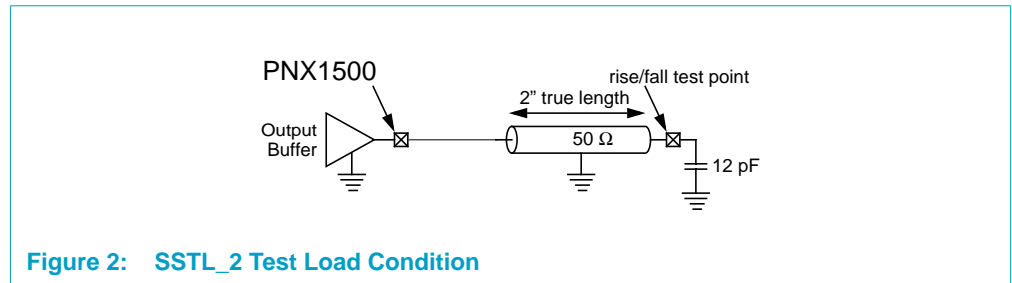 PNX1500
rise/fall test point
2” true length
Output
Buffer
50 Ω
12 pF
Figure 2: SSTL_2 Test Load Condition